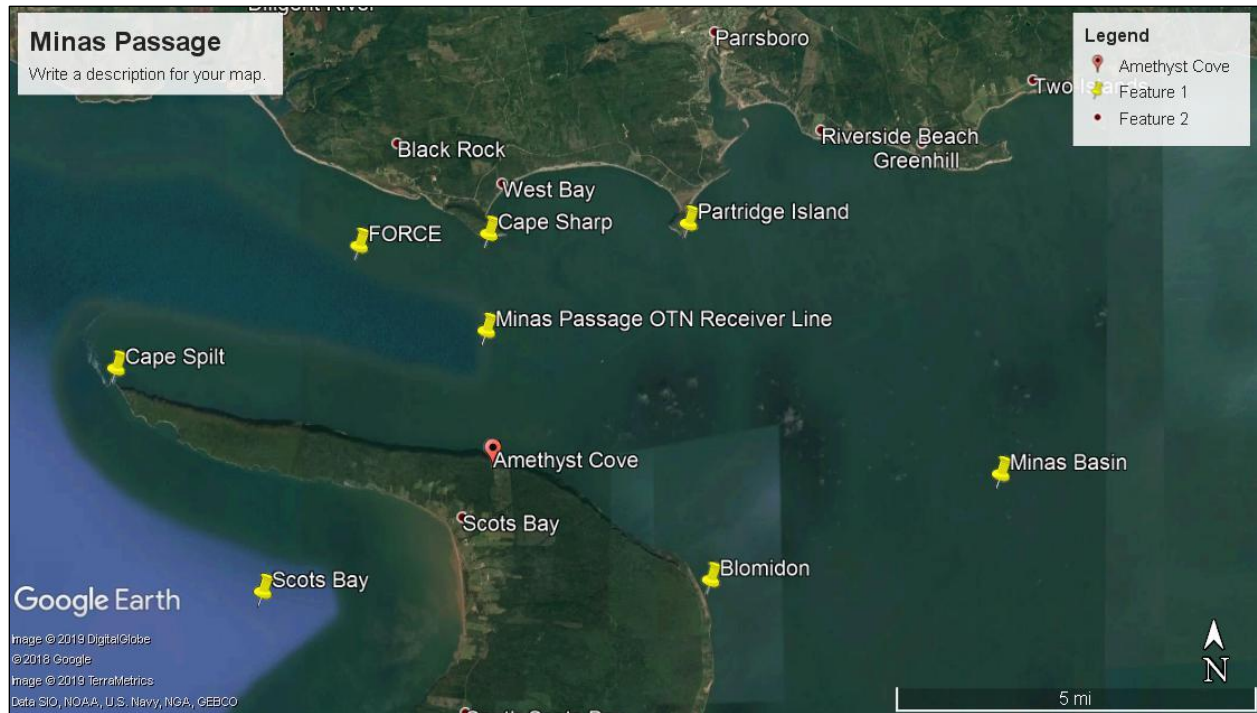 Diligent River
Minas Passage
Write a description for your map.
Legend
Amethyst Cove
Feature 1
Feature 2
Parrsboro
Two Islands
Black Rock
Riverside Beach
Greenhill
West Bay
Cape Sharp
Partridge Island
FORCE
Minas Passage OTN Receiver Line
Cape Spilt
Amethyst Cove
Minas Basin
Scots Bay
Scots Bay
Blomidon
Google Earth
Image © 2019 DigitalGlobe
© 2018 Google
Image © 2019 TerraMetrics
Data SIO, NOAA, U.S. Navy, NGA, GEBCO
N
5 mi